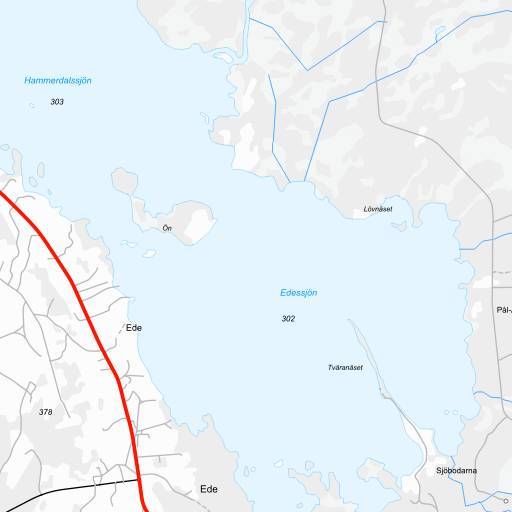 Hammerdalssjön
303
Lövnäset
Ön
Edessjön
Pål-
302
Ede
Tväranäset
378
Sjöbodarna
Ede